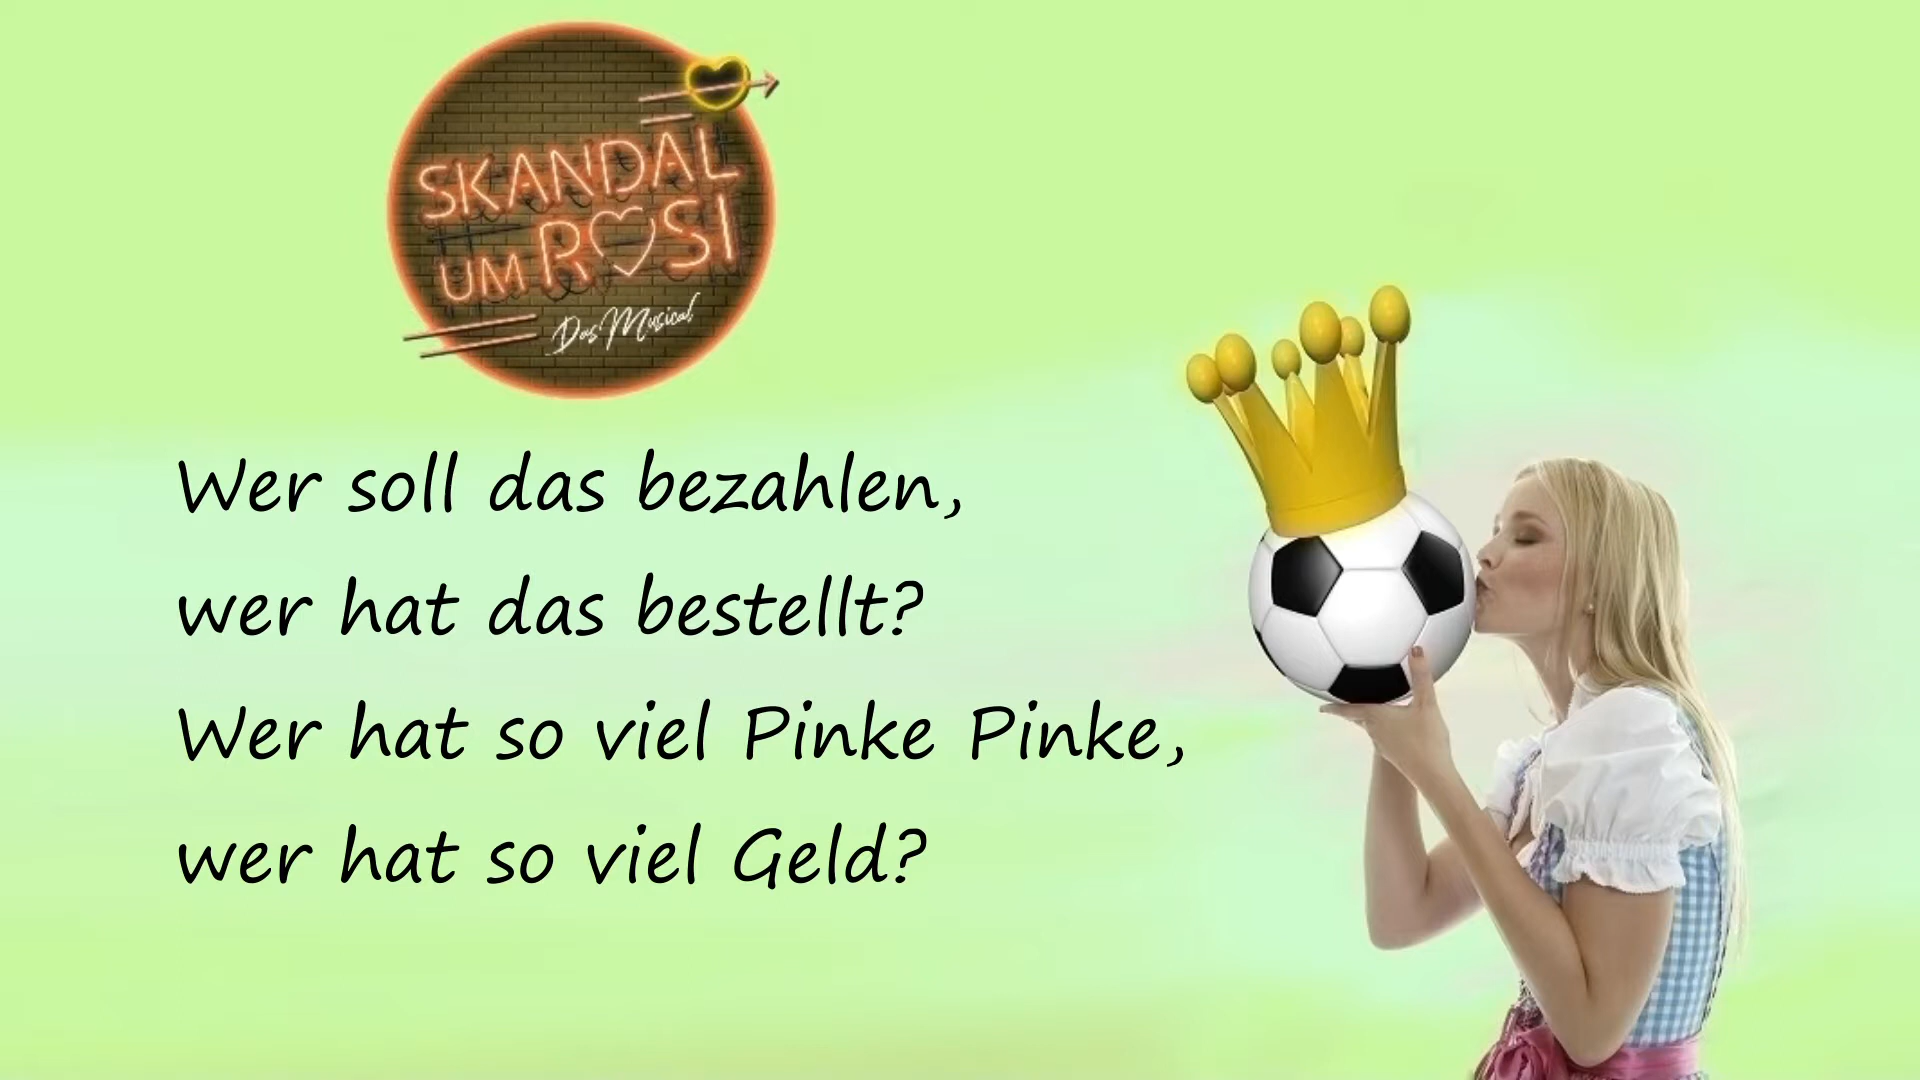 SKANDAL
UM ROSI
Das Musical
Wer soll das bezahlen,
wer hat das bestellt?
Wer hat so viel Pinke Pinke,
wer hat so viel Geld?